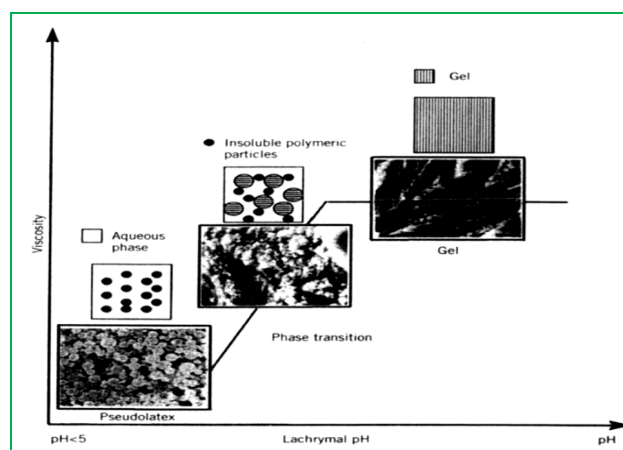 Gel
Insoluble polymeric
particles
Aqueous
phase
Viscosity
Gel
Phase transition
Pseudolatex
pH<5
Lachrymal pH
pH